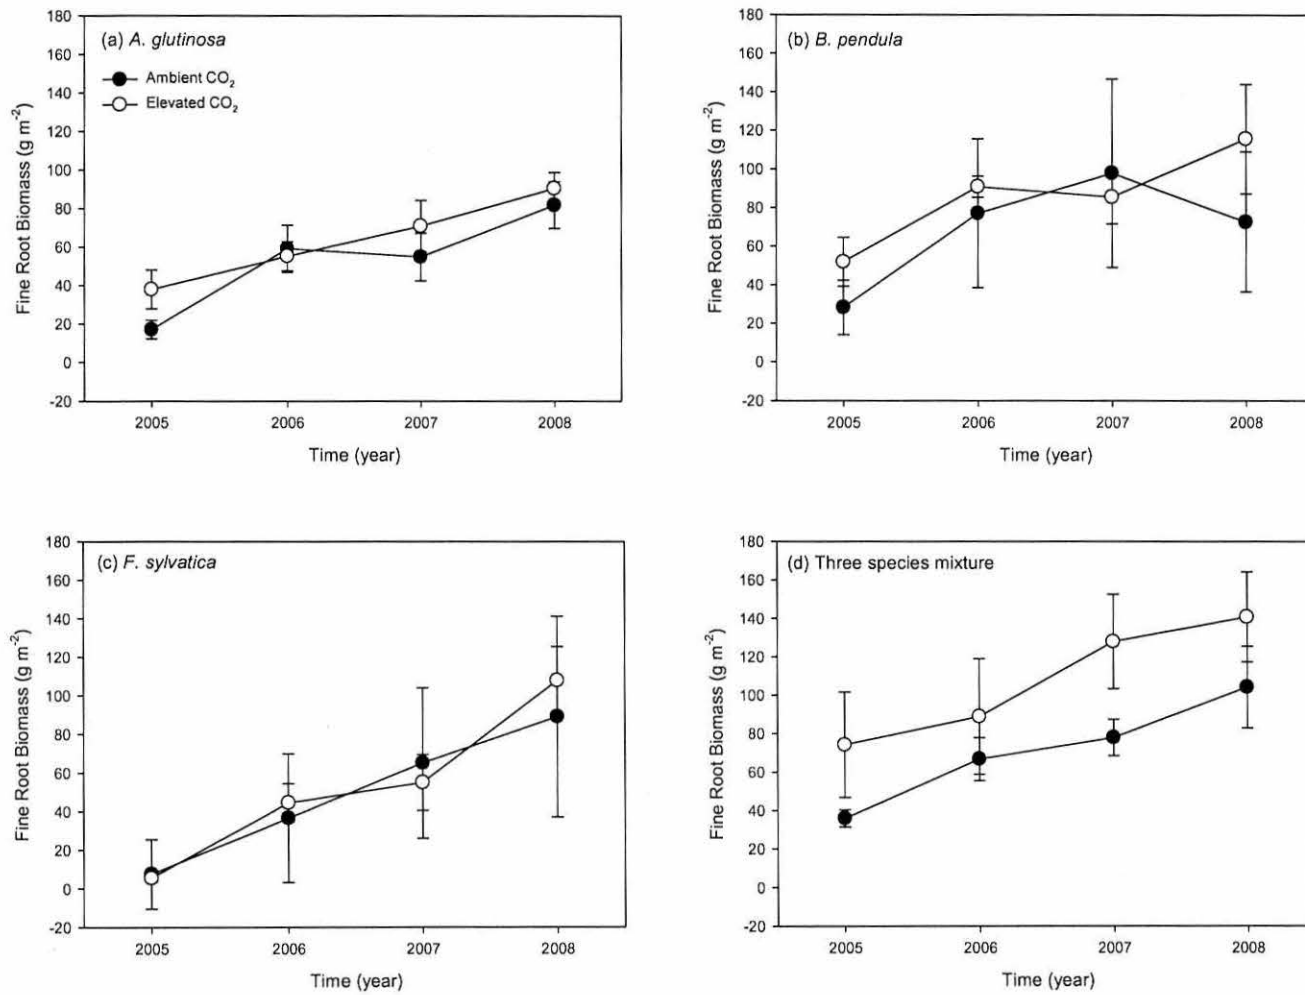 (a) A. glutinosa
Ambient CO₂
Elevated CO₂
Fine Root Biomass (g m⁻²)
180
160
140
120
100
80
60
40
20
0
-20
2005 2006 2007 2008
Time (year)
(b) B. pendula
Fine Root Biomass (g m⁻²)
180
160
140
120
100
80
60
40
20
0
-20
2005 2006 2007 2008
Time (year)
(c) F. sylvatica
Fine Root Biomass (g m⁻²)
180
160
140
120
100
80
60
40
20
0
-20
2005 2006 2007 2008
Time (year)
(d) Three species mixture
Fine Root Biomass (g m⁻²)
180
160
140
120
100
80
60
40
20
0
-20
2005 2006 2007 2008
Time (year)